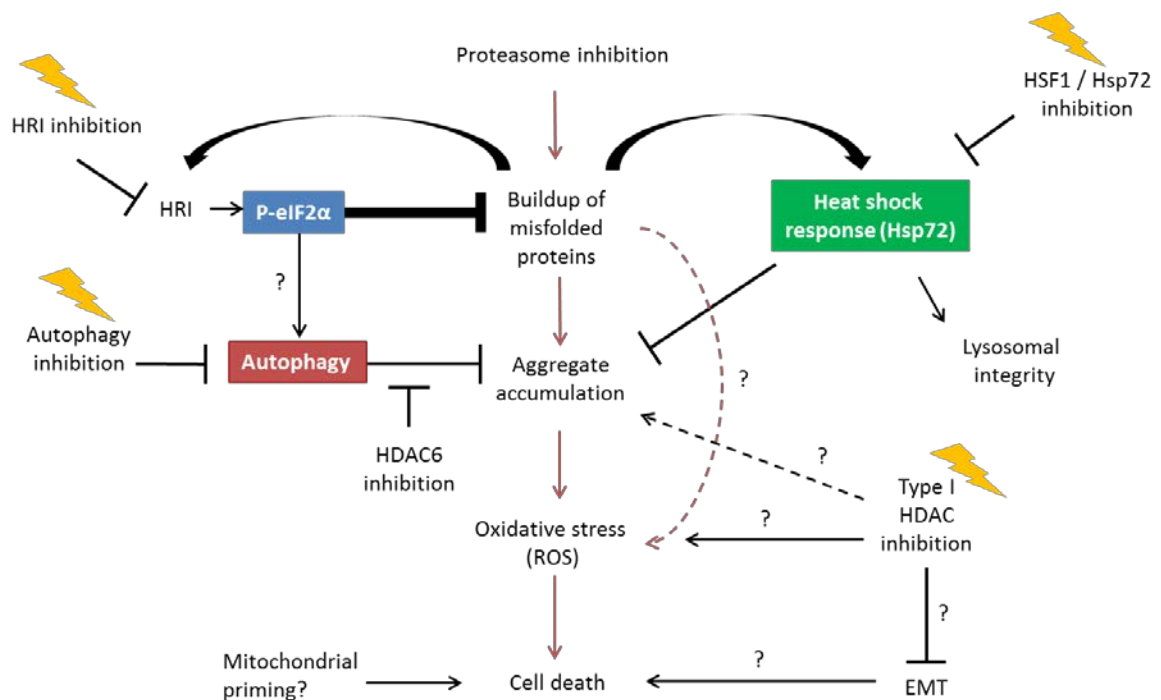 Proteasome inhibition
HSF1 / Hsp72
inhibition
HRI inhibition
HRI
P-eIF2α
Buildup of
misfolded
proteins
Heat shock
response (Hsp72)
?
Autophagy
inhibition
Autophagy
Aggregate
accumulation
?
Lysosomal
integrity
HDAC6
inhibition
?
Type I
HDAC
inhibition
Oxidative stress
(ROS)
?
?
Mitochondrial
priming?
Cell death
?
EMT